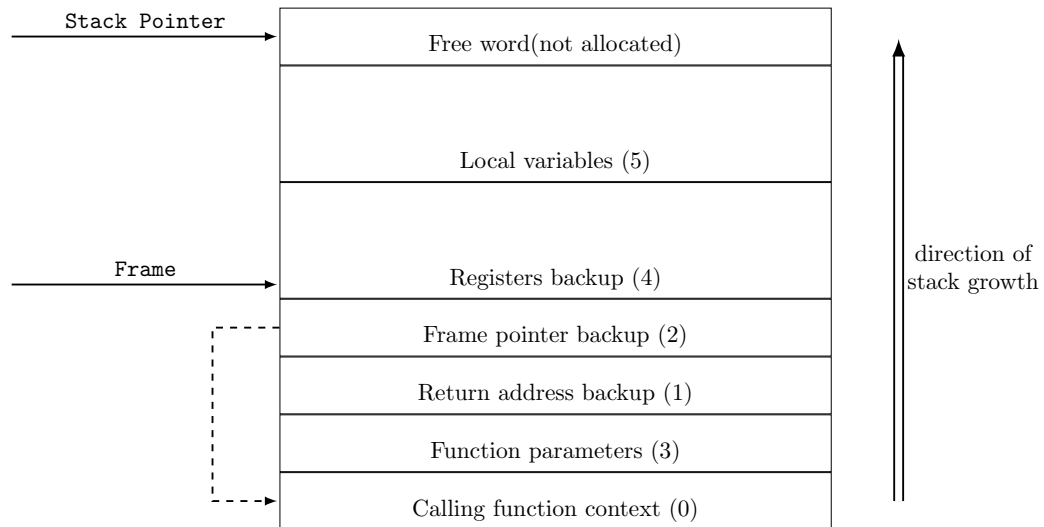 Stack Pointer
Free word(not allocated)
Local variables (5)
direction of
stack growth
Frame
Registers backup (4)
Frame pointer backup (2)
Return address backup (1)
Function parameters (3)
Calling function context (0)